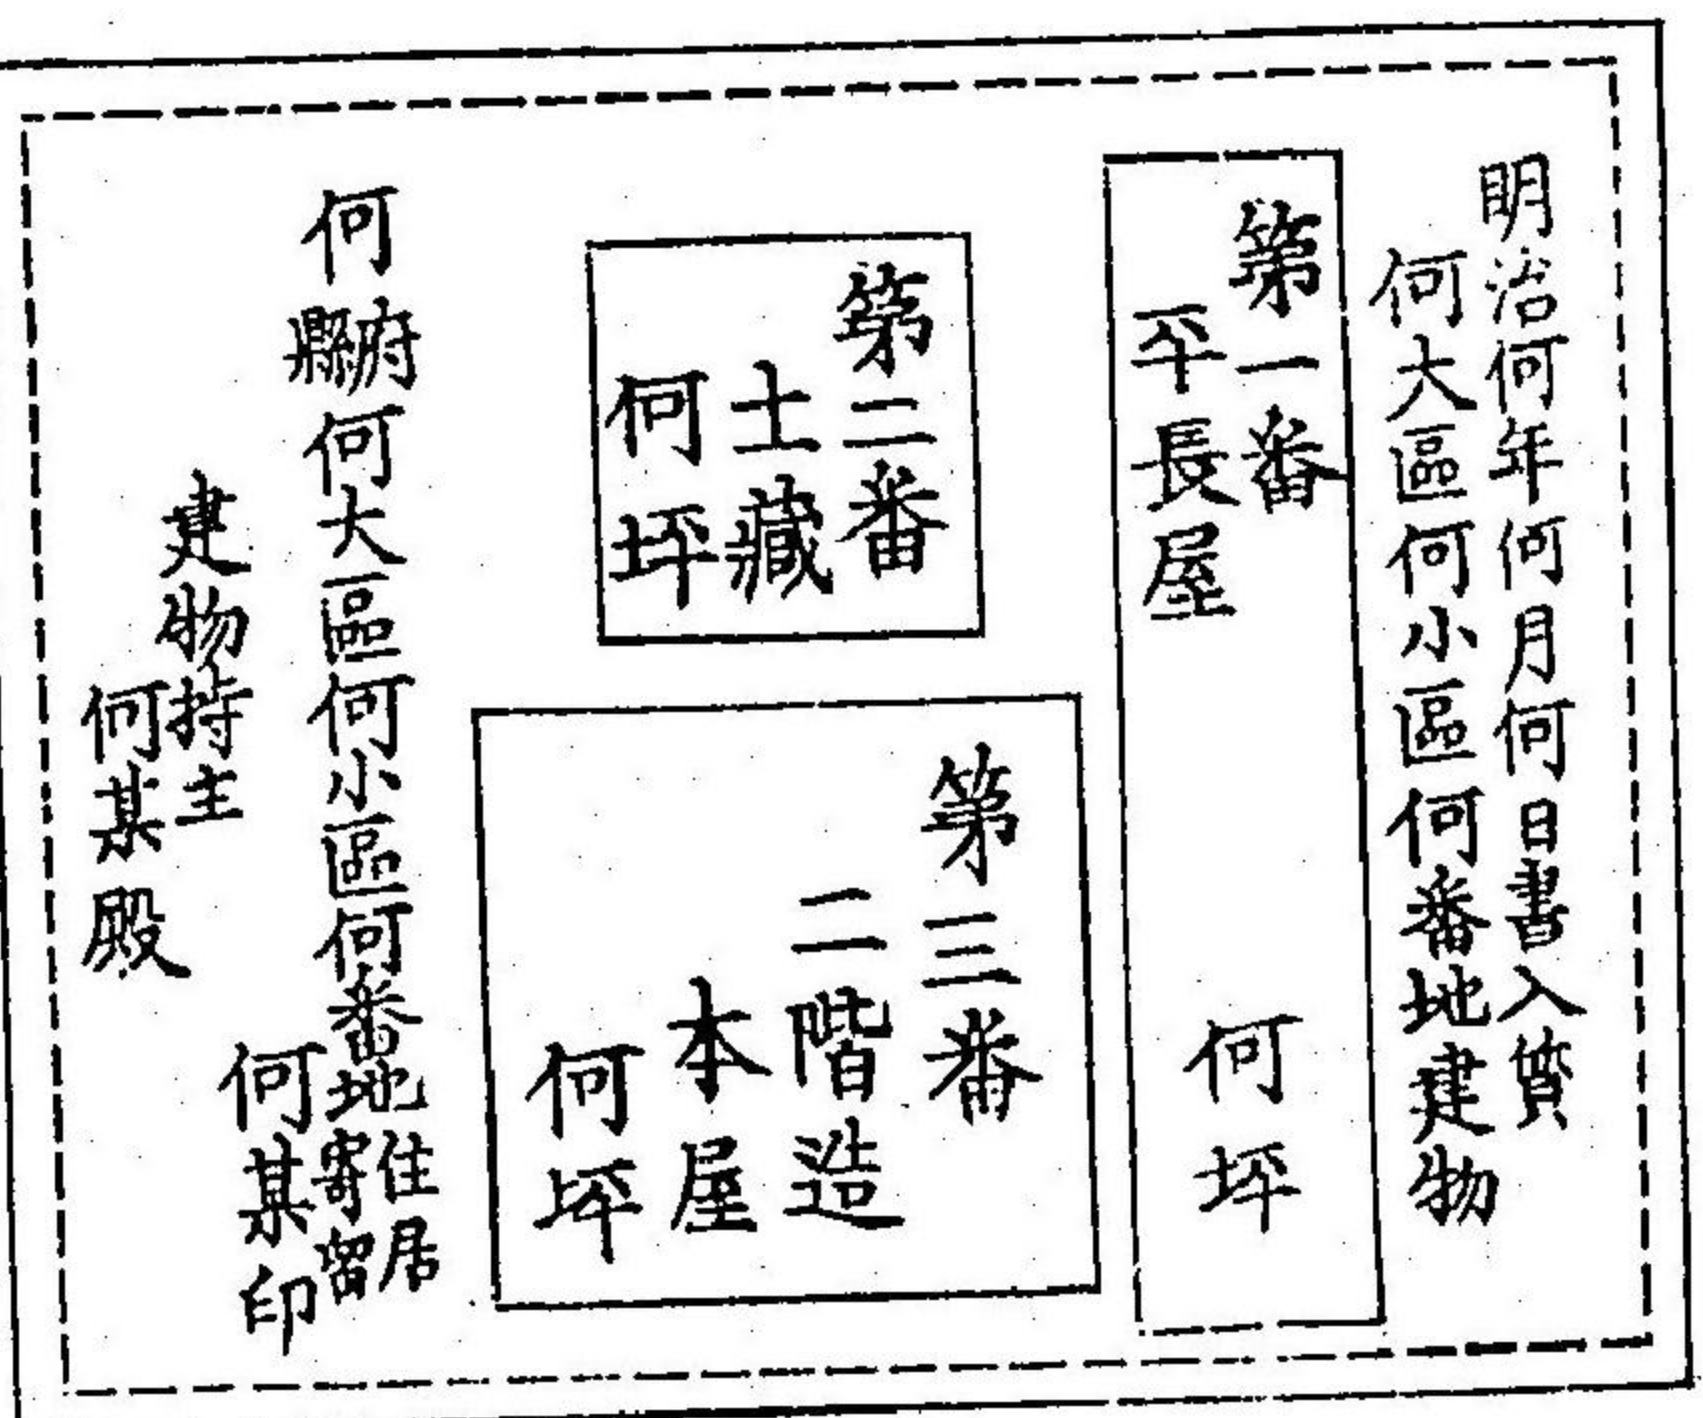 明治何年何月何日書入質
何大區何小區何番地建物
第一番
平長屋
何坪
第二番
土藏
何坪
第三番
二階造
本屋
何坪
何府縣何大區何小區何番地住居寄留
何某印
建物持主
何某殿